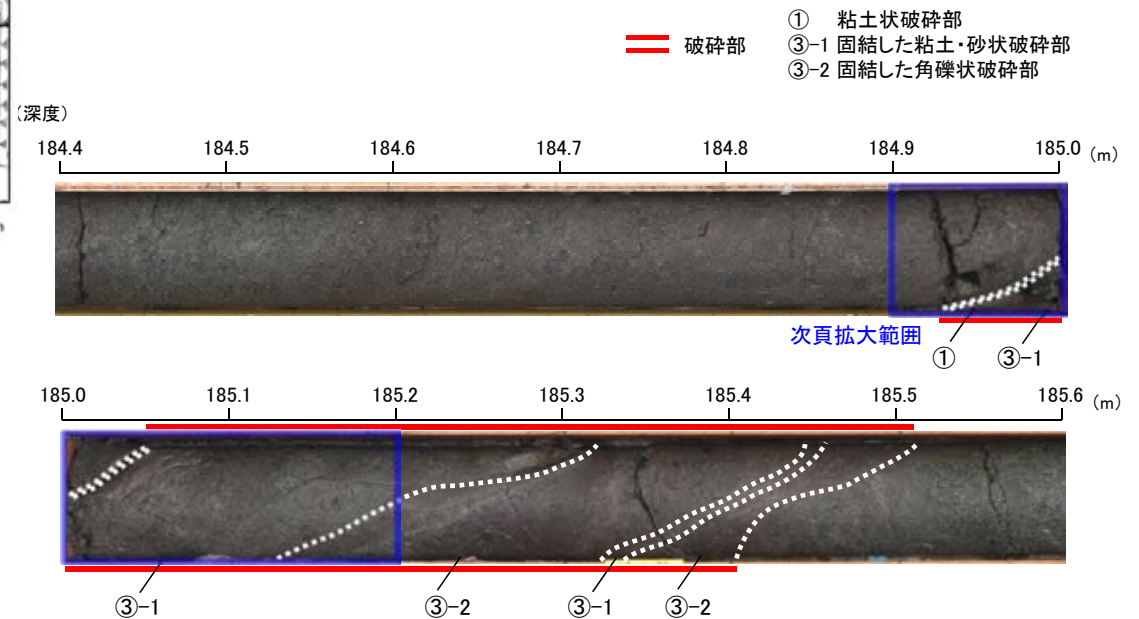 破砕部
① 粘土状破砕部
③-1 固結した粘土・砂状破砕部
③-2 固結した角礫状破砕部
(深度)
184.4 184.5 184.6 184.7 184.8 184.9 185.0 (m)
次頁拡大範囲
① ③-1
185.0 185.1 185.2 185.3 185.4 185.5 185.6 (m)
③-1 ③-2 ③-1 ③-2